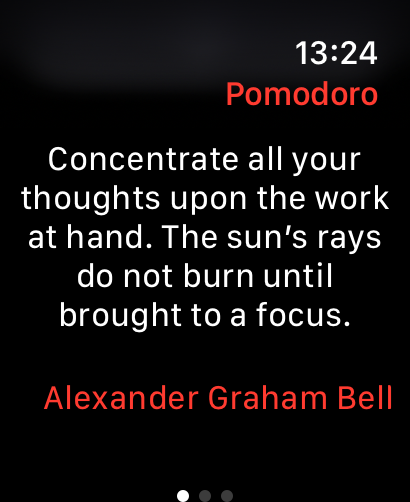 13:24
Pomodoro
Concentrate all your
thoughts upon the work
at hand. The sun’s rays
do not burn until
brought to a focus.
Alexander Graham Bell